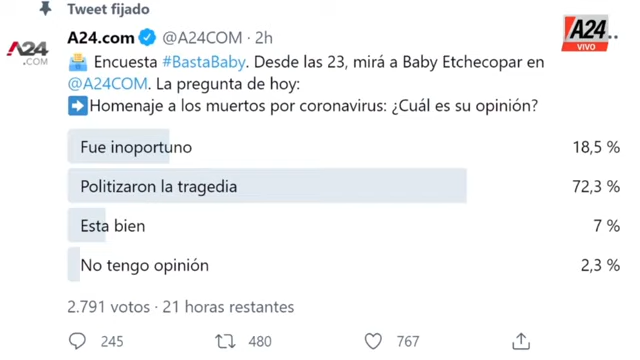 Tweet fijado
A24.com @A24COM · 2h
Encuesta #BastaBaby. Desde las 23, mirá a Baby Etchecopar en
@A24COM. La pregunta de hoy:
Homenaje a los muertos por coronavirus: ¿Cuál es su opinión?
Fue inoportuno 18,5 %
Politizaron la tragedia 72,3 %
Esta bien 7 %
No tengo opinión 2,3 %
2.791 votos · 21 horas restantes
245 480 767
A24
.COM
A24
VIVO